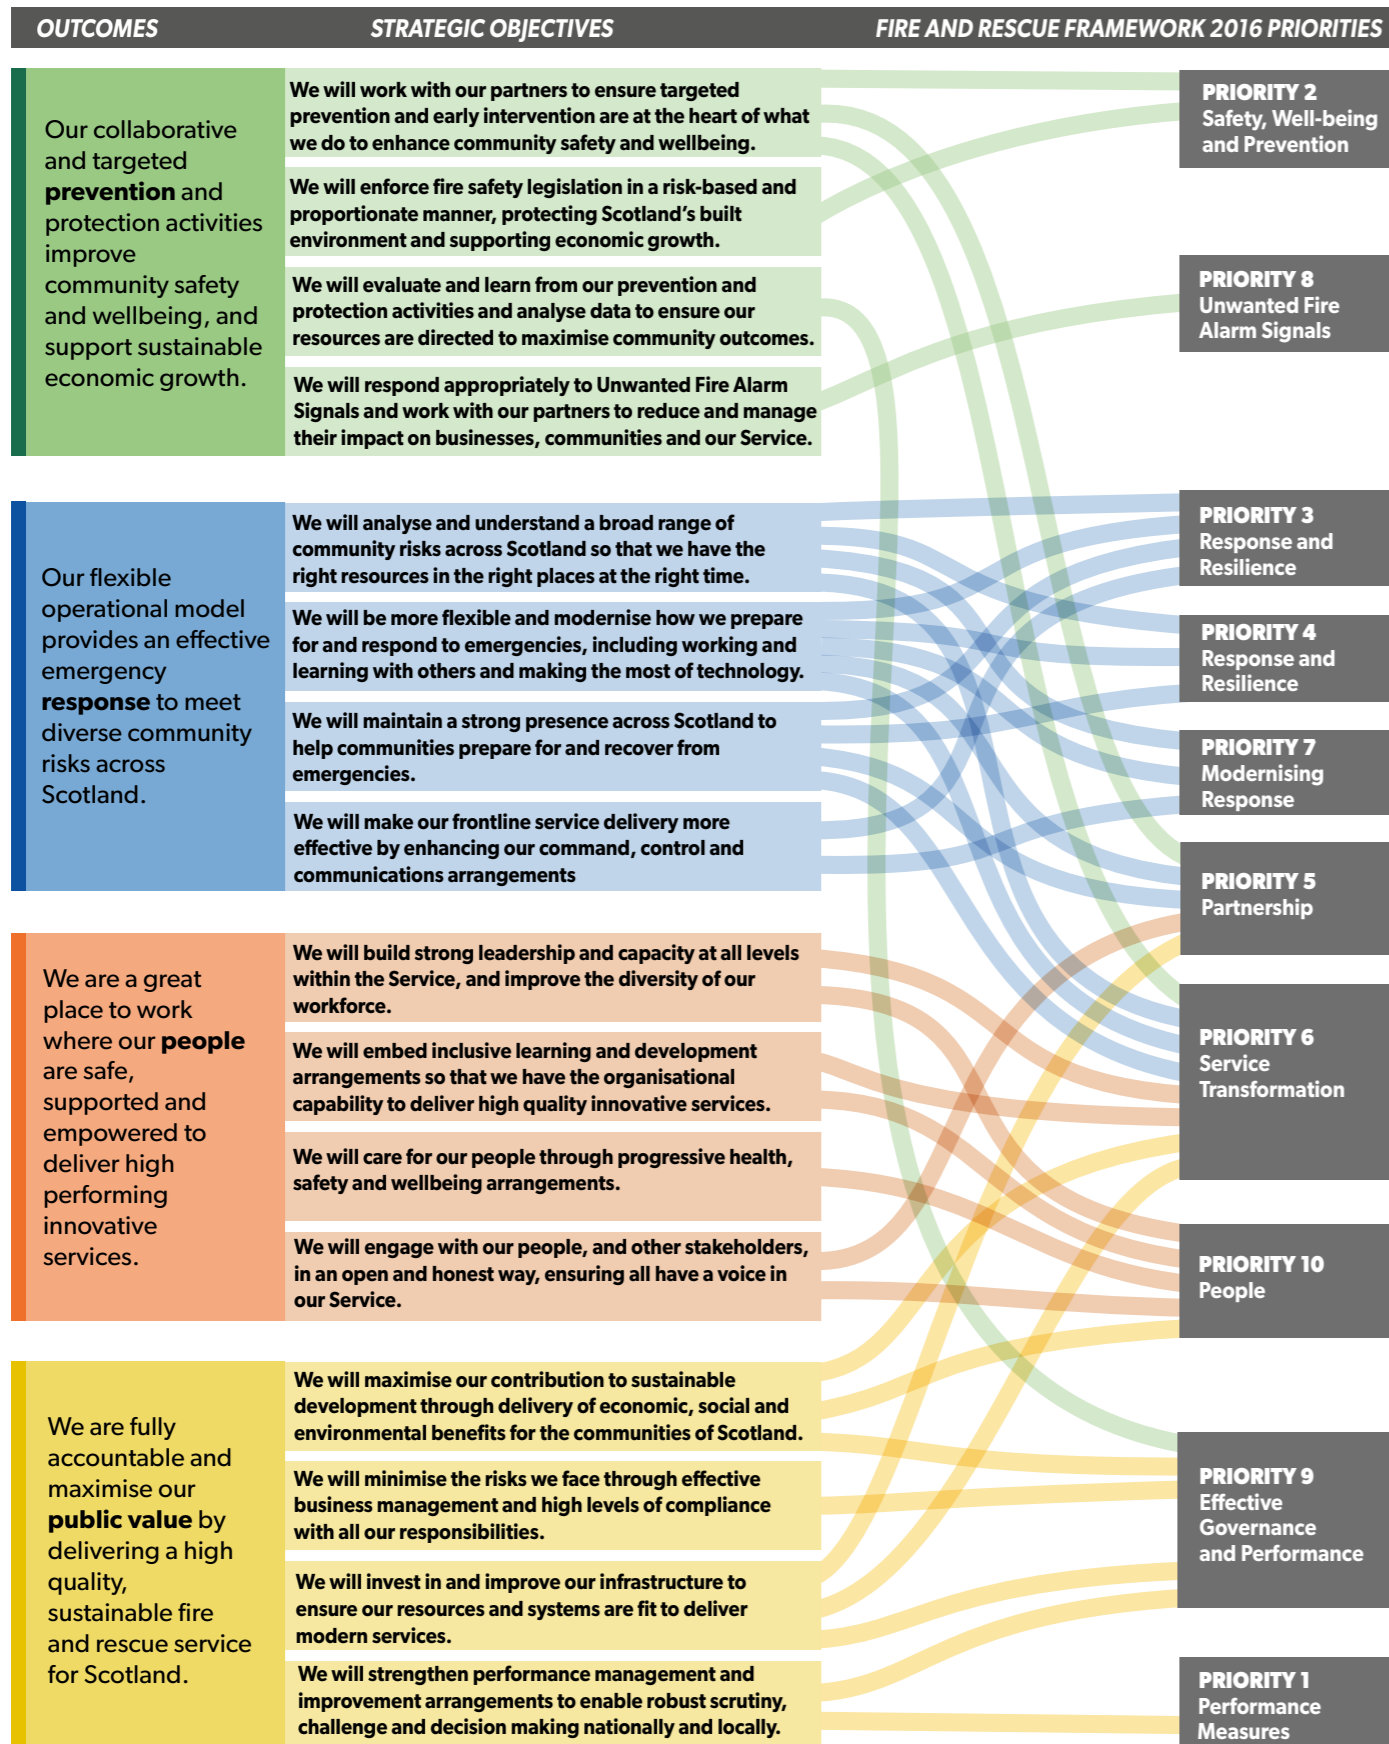 OUTCOMES
STRATEGIC OBJECTIVES
FIRE AND RESCUE FRAMEWORK 2016 PRIORITIES
Our collaborative
and targeted
prevention and
protection activities
improve
community safety
and wellbeing, and
support sustainable
economic growth.
We will work with our partners to ensure targeted
prevention and early intervention are at the heart of what
we do to enhance community safety and wellbeing.
We will enforce fire safety legislation in a risk-based and
proportionate manner, protecting Scotland's built
environment and supporting economic growth.
We will evaluate and learn from our prevention and
protection activities and analyse data to ensure our
resources are directed to maximise community outcomes.
We will respond appropriately to Unwanted Fire Alarm
Signals and work with our partners to reduce and manage
their impact on businesses, communities and our Service.
PRIORITY 2
Safety, Well-being
and Prevention
PRIORITY 8
Unwanted Fire
Alarm Signals
Our flexible
operational model
provides an effective
emergency
response to meet
diverse community
risks across
Scotland.
We will analyse and understand a broad range of
community risks across Scotland so that we have the
right resources in the right places at the right time.
We will be more flexible and modernise how we prepare
for and respond to emergencies, including working and
learning with others and making the most of technology.
We will maintain a strong presence across Scotland to
help communities prepare for and recover from
emergencies.
We will make our frontline service delivery more
effective by enhancing our command, control and
communications arrangements
PRIORITY 3
Response and
Resilience
PRIORITY 4
Response and
Resilience
PRIORITY 7
Modernising
Response
PRIORITY 5
Partnership
We are a great
place to work
where our people
are safe,
supported and
empowered to
deliver high
performing
innovative
services.
We will build strong leadership and capacity at all levels
within the Service, and improve the diversity of our
workforce.
We will embed inclusive learning and development
arrangements so that we have the organisational
capability to deliver high quality innovative services.
We will care for our people through progressive health,
safety and wellbeing arrangements.
We will engage with our people, and other stakeholders,
in an open and honest way, ensuring all have a voice in
our Service.
PRIORITY 6
Service
Transformation
PRIORITY 10
People
We are fully
accountable and
maximise our
public value by
delivering a high
quality,
sustainable fire
and rescue service
for Scotland.
We will maximise our contribution to sustainable
development through delivery of economic, social and
environmental benefits for the communities of Scotland.
We will minimise the risks we face through effective
business management and high levels of compliance
with all our responsibilities.
We will invest in and improve our infrastructure to
ensure our resources and systems are fit to deliver
modern services.
We will strengthen performance management and
improvement arrangements to enable robust scrutiny,
challenge and decision making nationally and locally.
PRIORITY 9
Effective
Governance
and Performance
PRIORITY 1
Performance
Measures